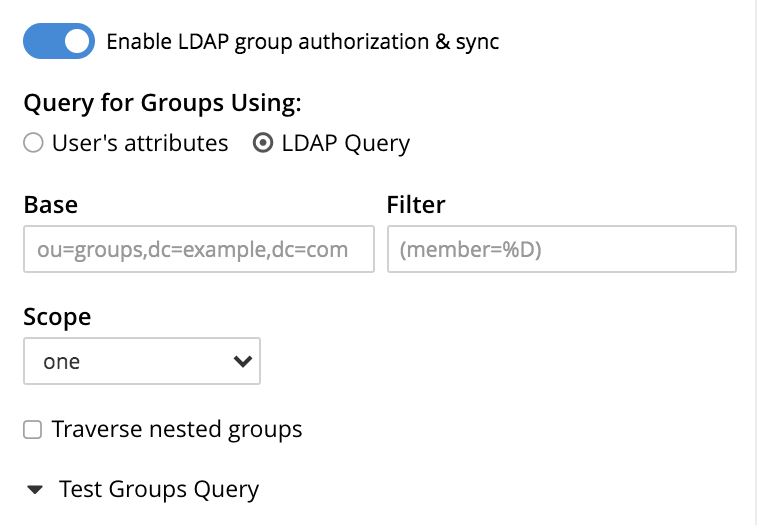 Enable LDAP group authorization & sync
Query for Groups Using:
User's attributes LDAP Query
Base Filter
ou=groups,dc=example,dc=com (member=%D)
Scope
one
Traverse nested groups
Test Groups Query